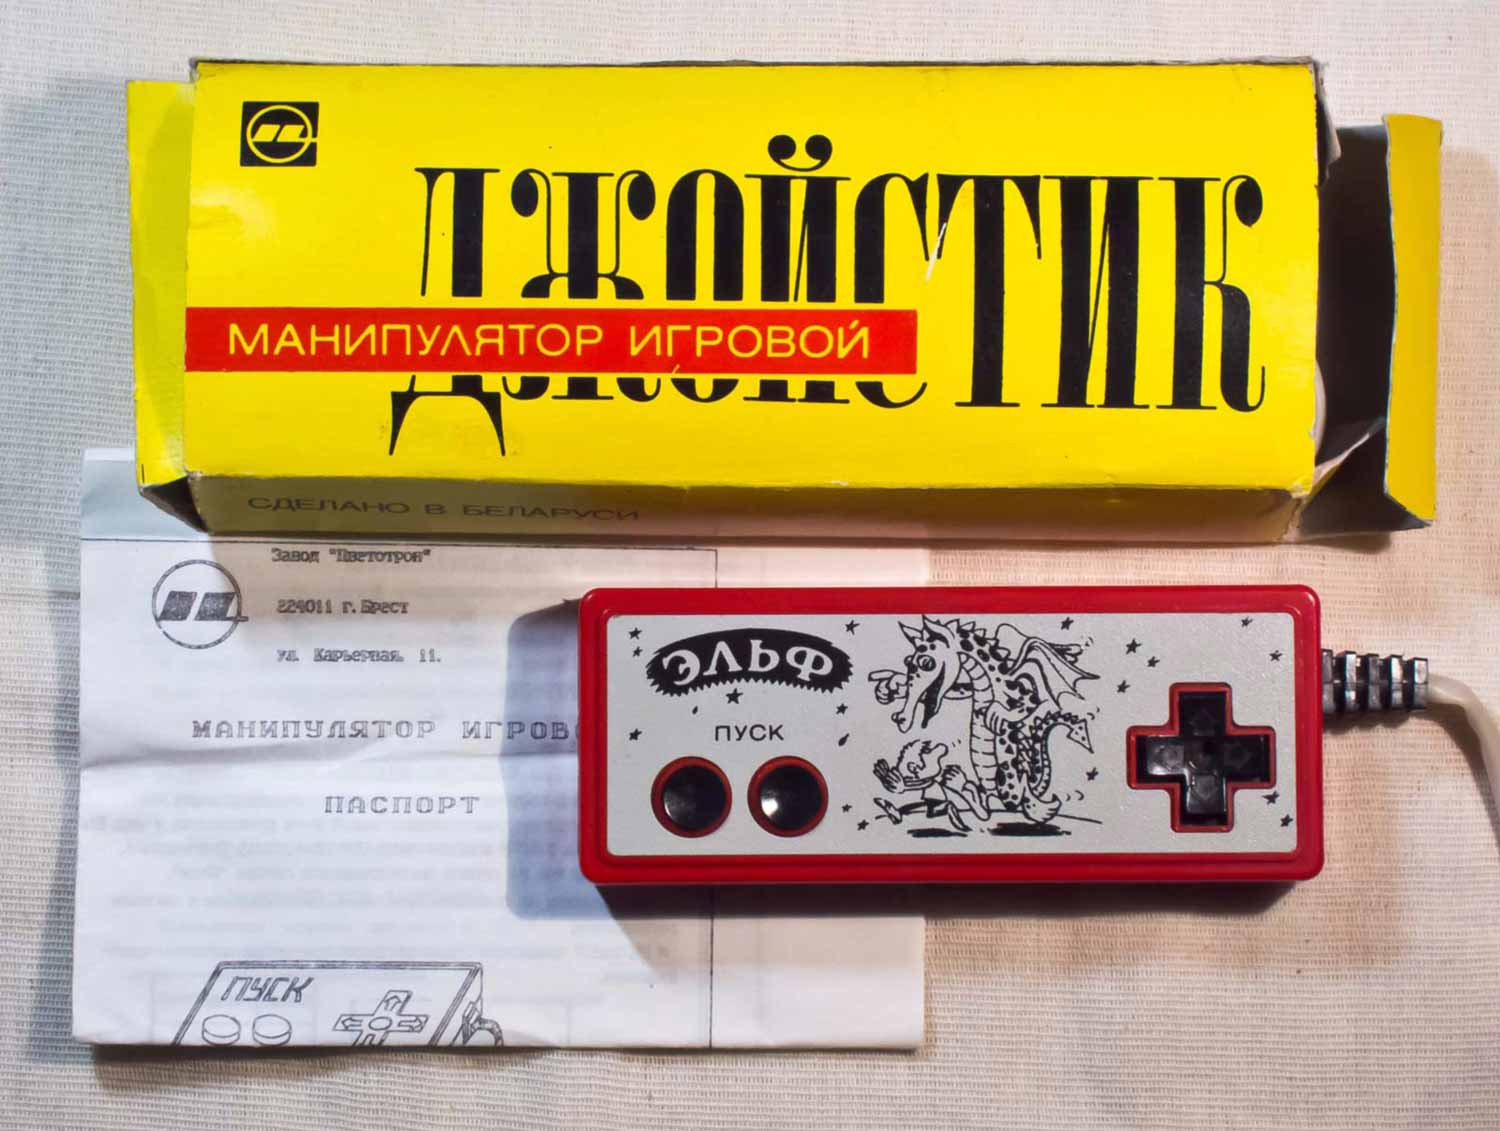 ДЖОЙСТИК
МАНИПУЛЯТОР ИГРОВОЙ
СДЕЛАНО В БЕЛАРУСИ
Завод "Цветотрон"
224011 г. Брест
ул. Карьерная, 11.
МАНИПУЛЯТОР ИГРОВ
ПАСПОРТ
ПУСК
ЭЛЬФ
ПУСК